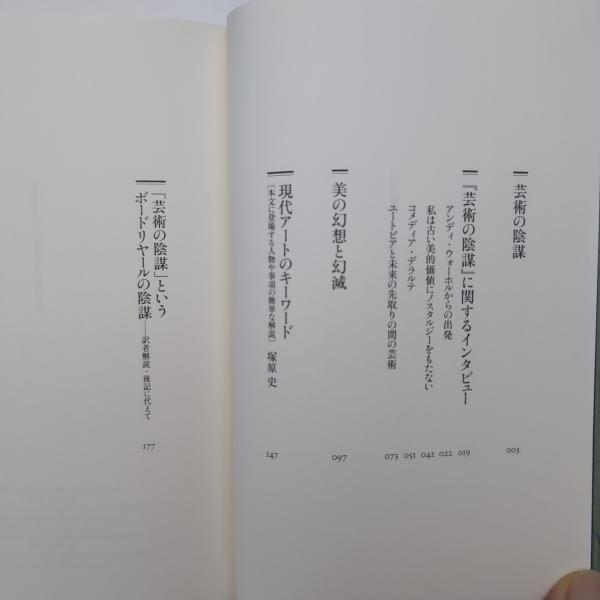 芸術の陰謀
003
『芸術の陰謀』に関するインタビュー
019
アンディ・ウォーホルからの出発
022
私は古い美的価値にノスタルジーをもたない
042
コメディア・デラルテ
051
ユートピアと未来の先取りの間の芸術
073
美の幻想と幻滅
097
現代アートのキーワード
[本文に登場する人物や事項の簡単な解説] 塚原 史
147
「芸術の陰謀」という
ボードリヤールの陰謀──訳者解説・後記に代えて
177